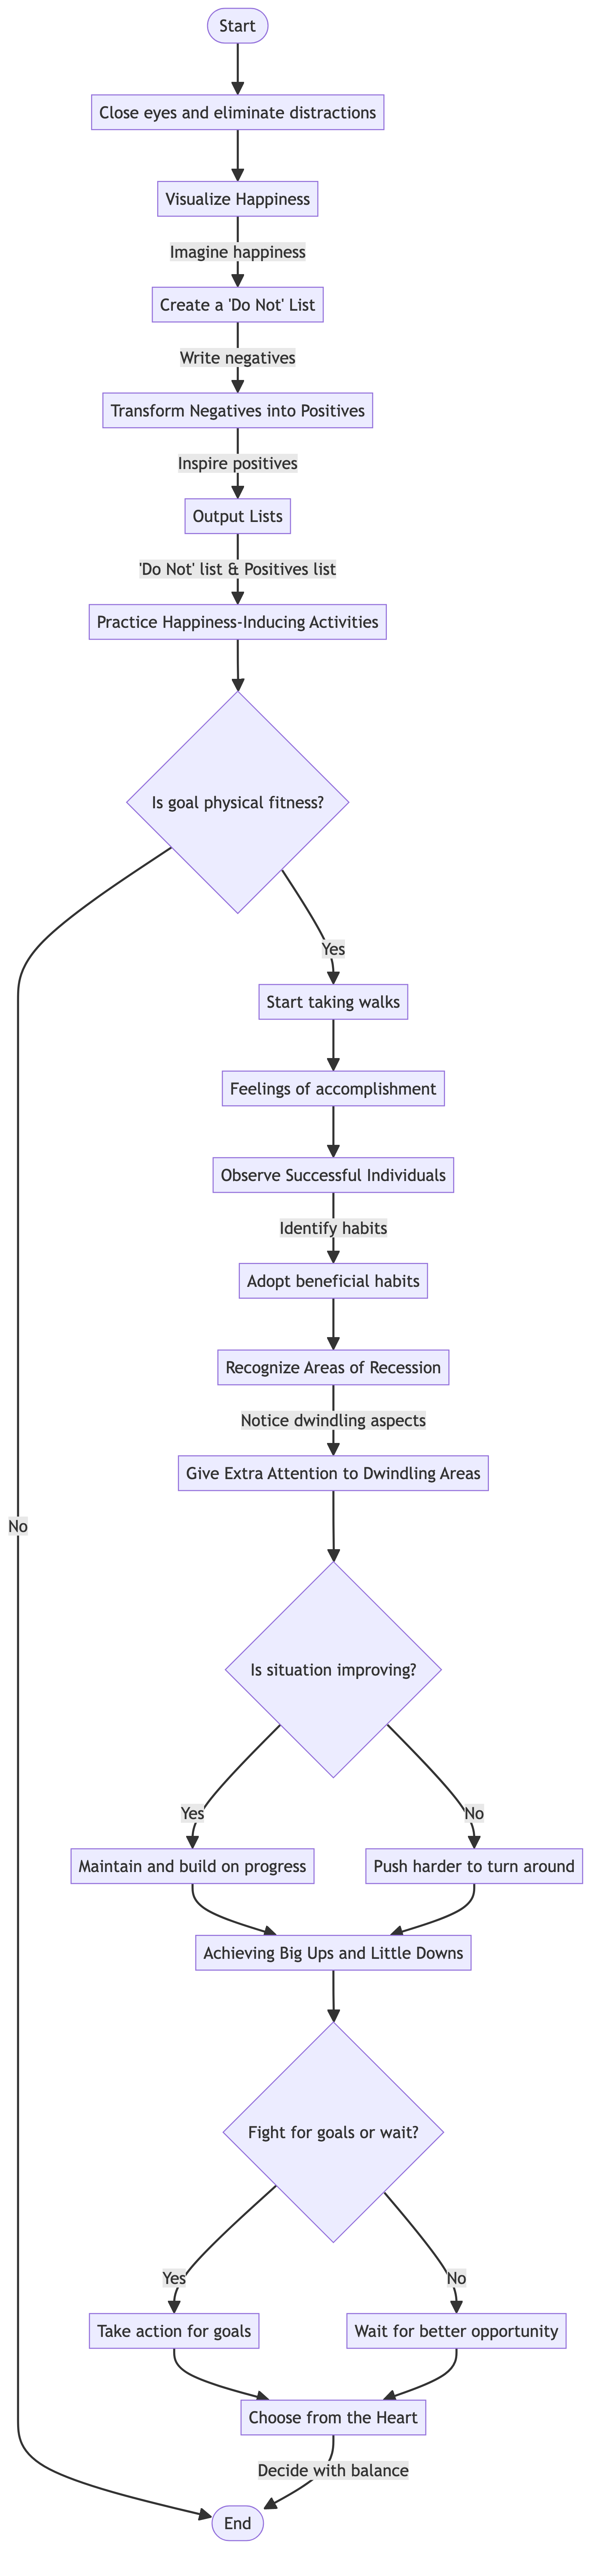 Start
Close eyes and eliminate distractions
Visualize Happiness
Imagine happiness
Create a 'Do Not' List
Write negatives
Transform Negatives into Positives
Inspire positives
Output Lists
'Do Not' list & Positives list
Practice Happiness-Inducing Activities
Is goal physical fitness?
Yes
Start taking walks
Feelings of accomplishment
Observe Successful Individuals
Identify habits
Adopt beneficial habits
Recognize Areas of Recession
Notice dwindling aspects
Give Extra Attention to Dwindling Areas
No
Is situation improving?
Yes
No
Maintain and build on progress
Push harder to turn around
Achieving Big Ups and Little Downs
Fight for goals or wait?
Yes
No
Take action for goals
Wait for better opportunity
Choose from the Heart
Decide with balance
End